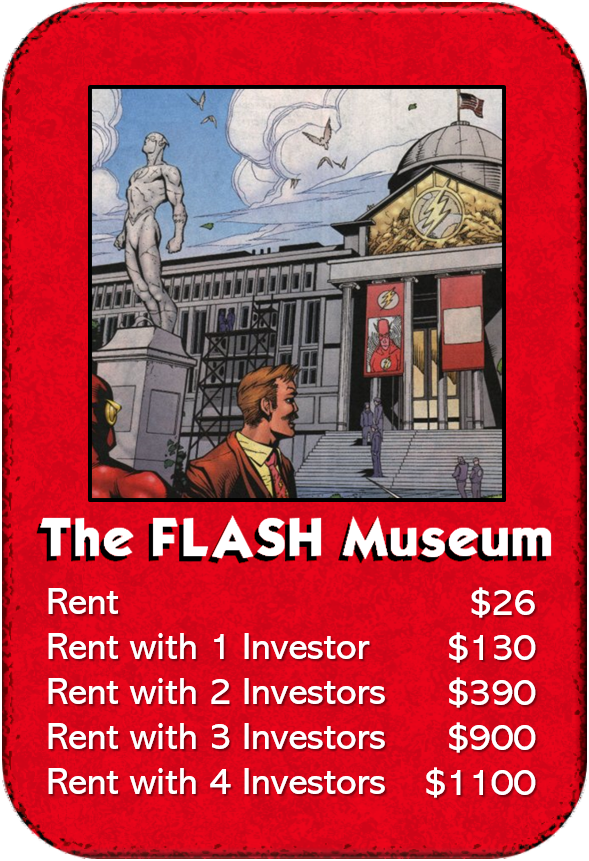 The FLASH Museum
Rent $26
Rent with 1 Investor $130
Rent with 2 Investors $390
Rent with 3 Investors $900
Rent with 4 Investors $1100